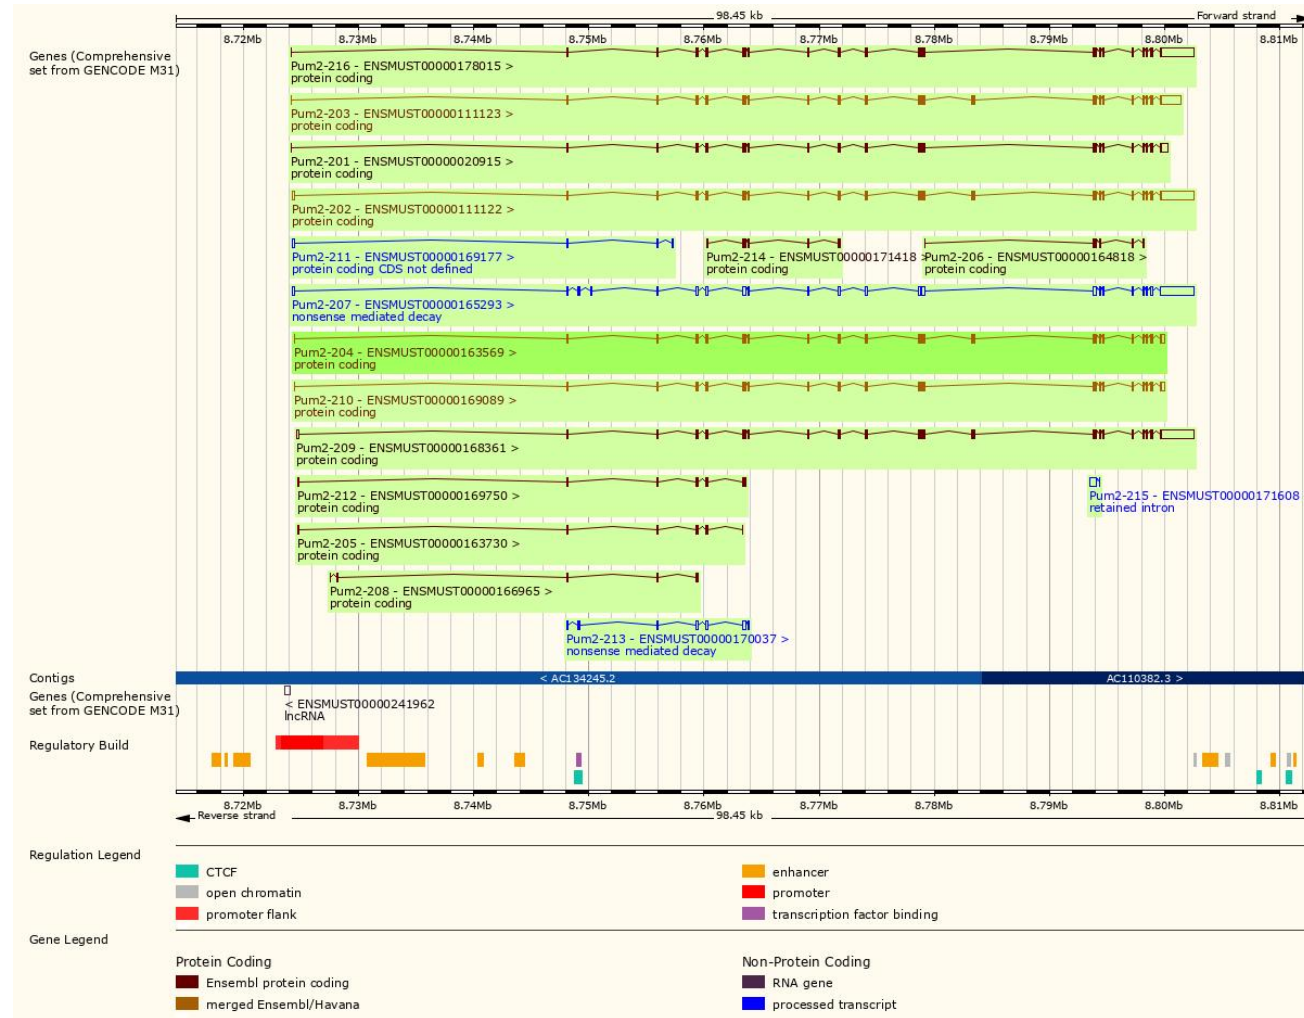 98.45 kb
Forward strand
8.72Mb 8.73Mb 8.74Mb 8.75Mb 8.76Mb 8.77Mb 8.78Mb 8.79Mb 8.80Mb 8.81Mb
Genes (Comprehensive
set from GENCODE M31)
Pum2-216 - ENSMUST00000178015 >
protein coding
Pum2-203 - ENSMUST00000111123 >
protein coding
Pum2-201 - ENSMUST00000020915 >
protein coding
Pum2-202 - ENSMUST00000111122 >
protein coding
Pum2-211 - ENSMUST00000169177 >
protein coding CDS not defined
Pum2-214 - ENSMUST00000171418 >
protein coding
Pum2-206 - ENSMUST00000164818 >
protein coding
Pum2-207 - ENSMUST00000165293 >
nonsense mediated decay
Pum2-204 - ENSMUST00000163569 >
protein coding
Pum2-210 - ENSMUST00000169089 >
protein coding
Pum2-209 - ENSMUST00000168361 >
protein coding
Pum2-212 - ENSMUST00000169750 >
protein coding
Pum2-215 - ENSMUST00000171608
retained intron
Pum2-205 - ENSMUST00000163730 >
protein coding
Pum2-208 - ENSMUST00000166965 >
protein coding
Pum2-213 - ENSMUST00000170037 >
nonsense mediated decay
Contigs
< AC134245.2
AC110382.3 >
Genes (Comprehensive
set from GENCODE M31)
< ENSMUST00000241962
lncRNA
Regulatory Build
8.72Mb 8.73Mb 8.74Mb 8.75Mb 8.76Mb 8.77Mb 8.78Mb 8.79Mb 8.80Mb 8.81Mb
Reverse strand
98.45 kb
Regulation Legend
CTCF
enhancer
open chromatin
promoter
promoter flank
transcription factor binding
Gene Legend
Protein Coding
Non-Protein Coding
Ensembl protein coding
RNA gene
merged Ensembl/Havana
processed transcript